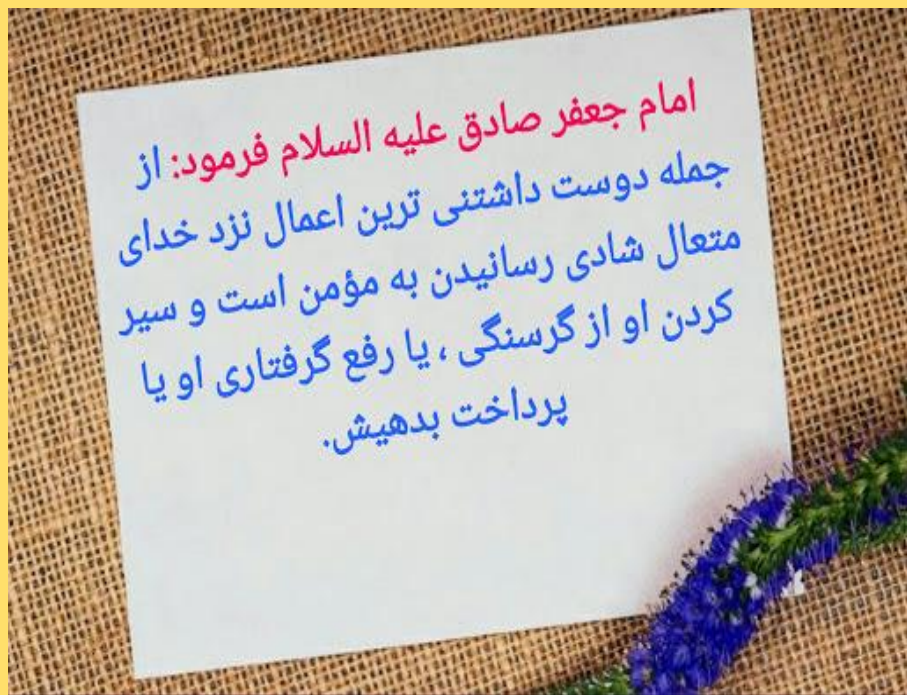 امام جعفر صادق علیه السلام فرمود: از
جمله دوست داشتنی ترین اعمال نزد خدای
متعال شادی رسانیدن به مؤمن است و سیر
کردن او از گرسنگی ، یا رفع گرفتاری او یا
پرداخت بدهیش.